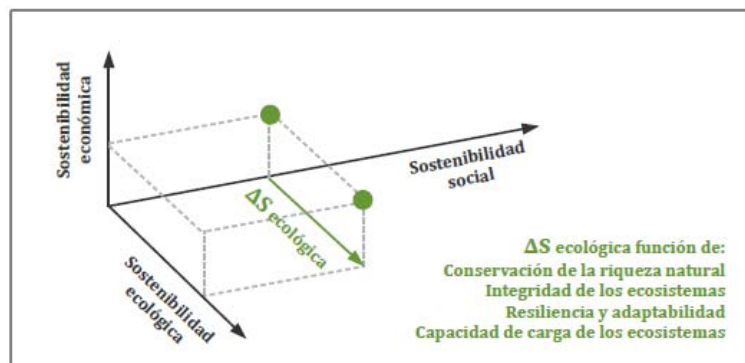 Sostenibilidad
económica
Sostenibilidad
social
ΔS ecológica
Sostenibilidad
ecológica
ΔS ecológica función de:
Conservación de la riqueza natural
Integridad de los ecosistemas
Resiliencia y adaptabilidad
Capacidad de carga de los ecosistemas